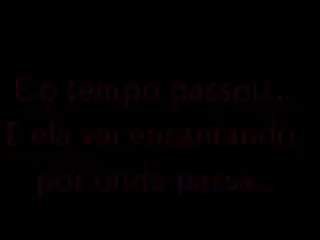 E o tempo passou...
E ela vai encantando
por onde passa...